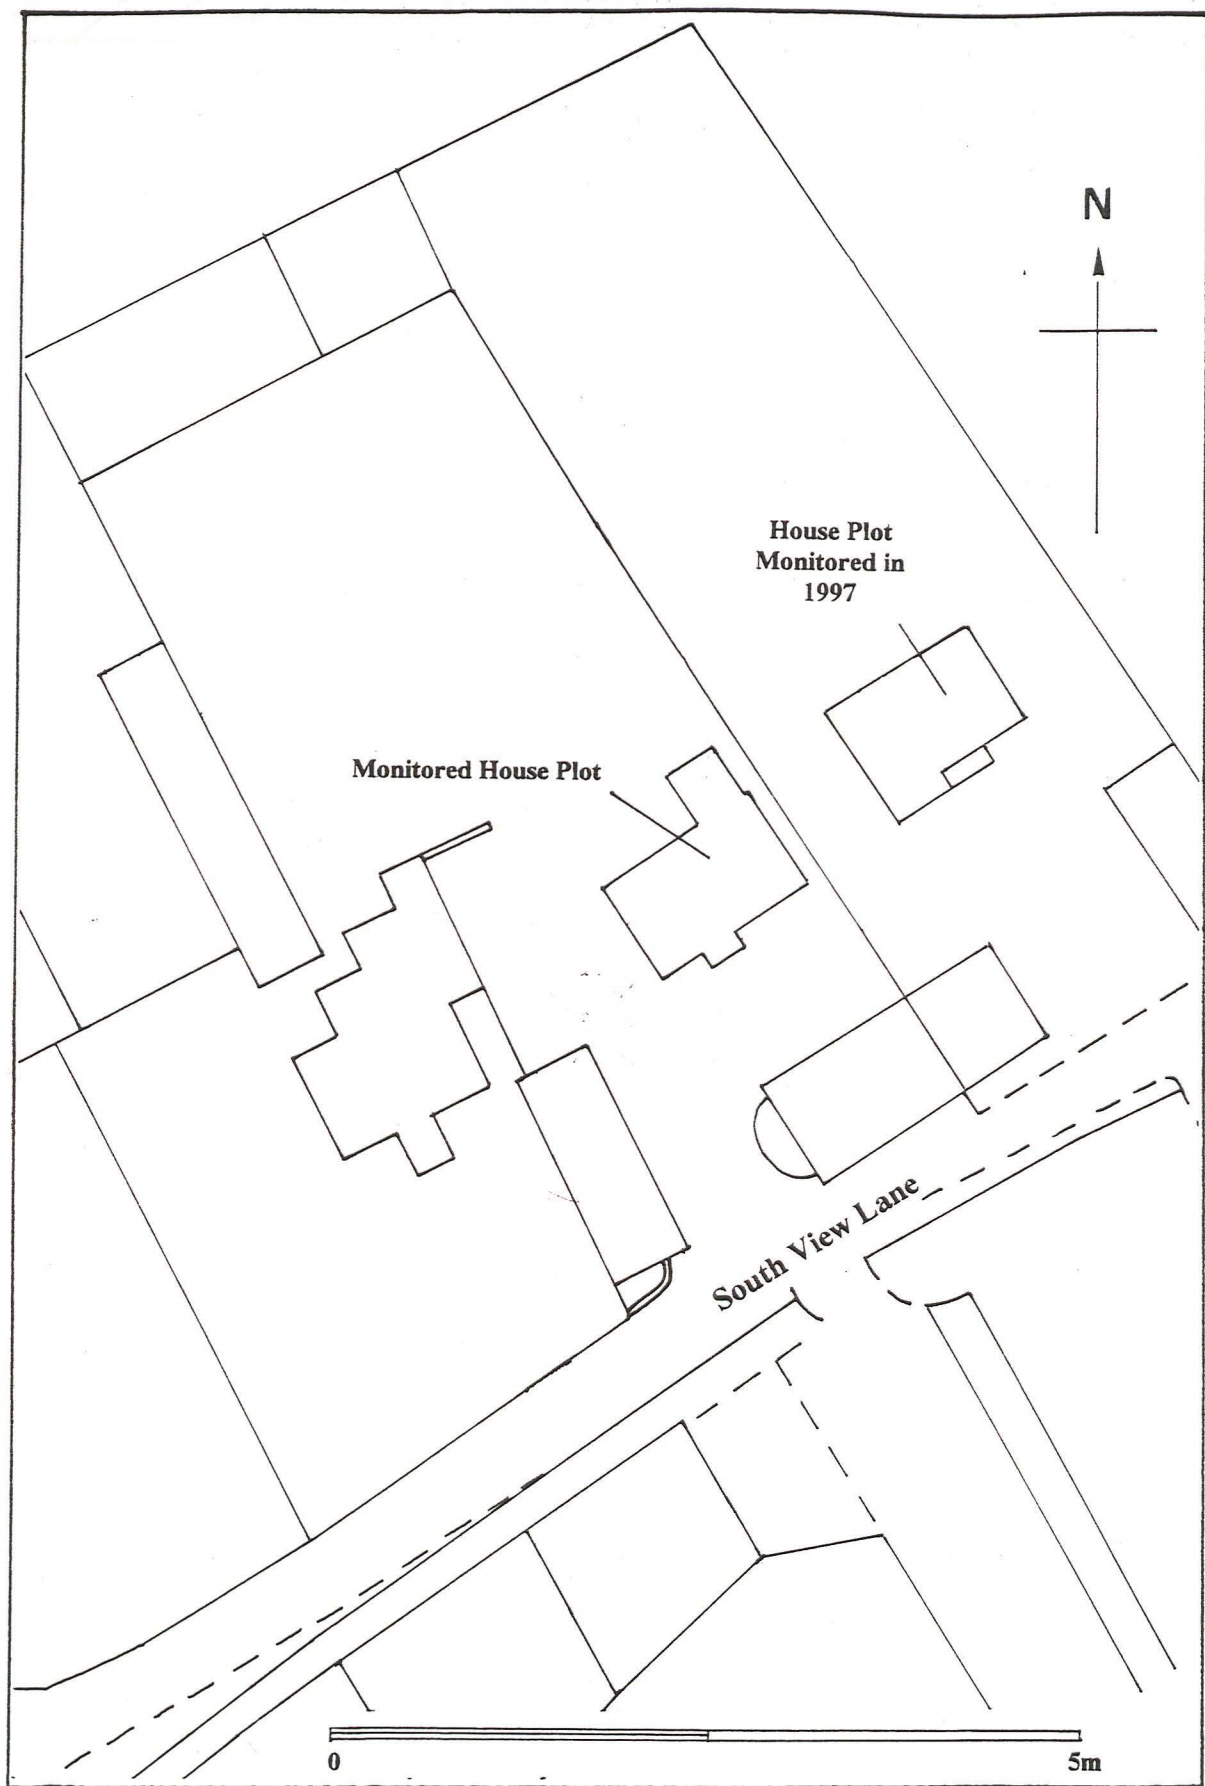 N
House Plot
Monitored in
1997
Monitored House Plot
South View Lane
0
5m